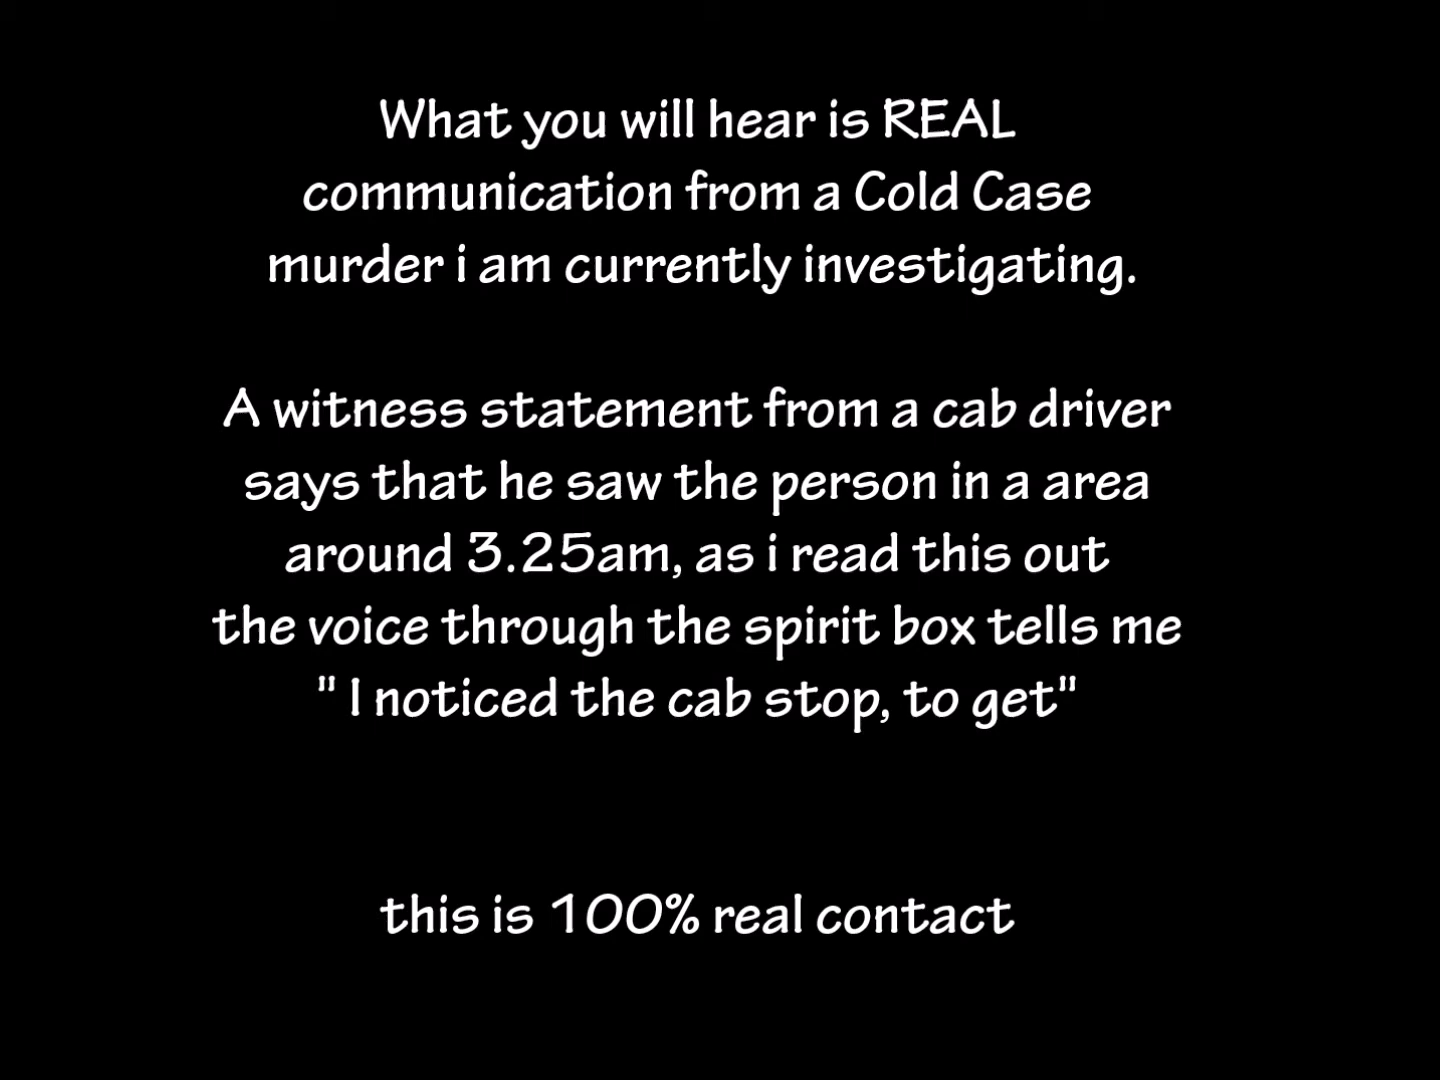 What you will hear is REAL
communication from a Cold Case
murder i am currently investigating.
A witness statement from a cab driver
says that he saw the person in a area
around 3.25am, as i read this out
the voice through the spirit box tells me
" I noticed the cab stop, to get"
this is 100% real contact